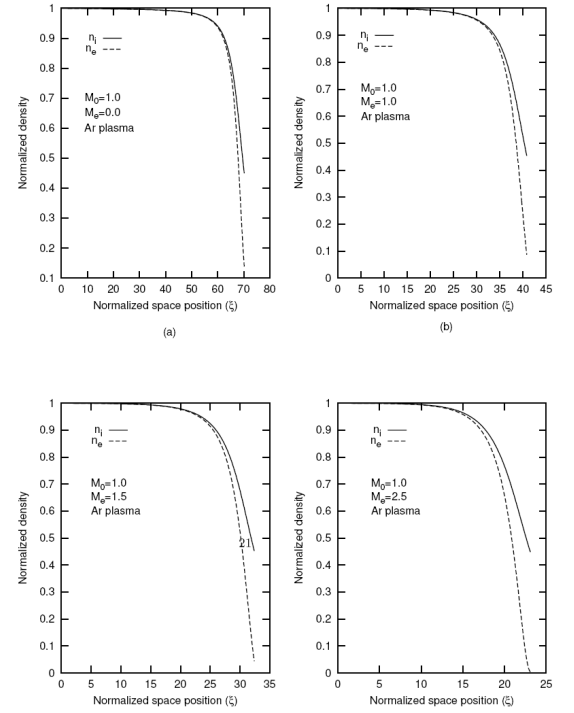 1
0.9
0.8
0.7
0.6
0.5
0.4
0.3
0.2
0.1
Normalized density
n_i
n_e
M_0=1.0
M_e=0.0
Ar plasma
0 10 20 30 40 50 60 70 80
Normalized space position (ξ)
(a)
1
0.9
0.8
0.7
0.6
0.5
0.4
0.3
0.2
0.1
0
Normalized density
n_i
n_e
M_0=1.0
M_e=1.0
Ar plasma
0 5 10 15 20 25 30 35 40 45
Normalized space position (ξ)
(b)
1
0.9
0.8
0.7
0.6
0.5
0.4
0.3
0.2
0.1
0
Normalized density
n_i
n_e
M_0=1.0
M_e=1.5
Ar plasma
21
0 5 10 15 20 25 30 35
Normalized space position (ξ)
1
0.9
0.8
0.7
0.6
0.5
0.4
0.3
0.2
0.1
0
Normalized density
n_i
n_e
M_0=1.0
M_e=2.5
Ar plasma
0 5 10 15 20 25
Normalized space position (ξ)